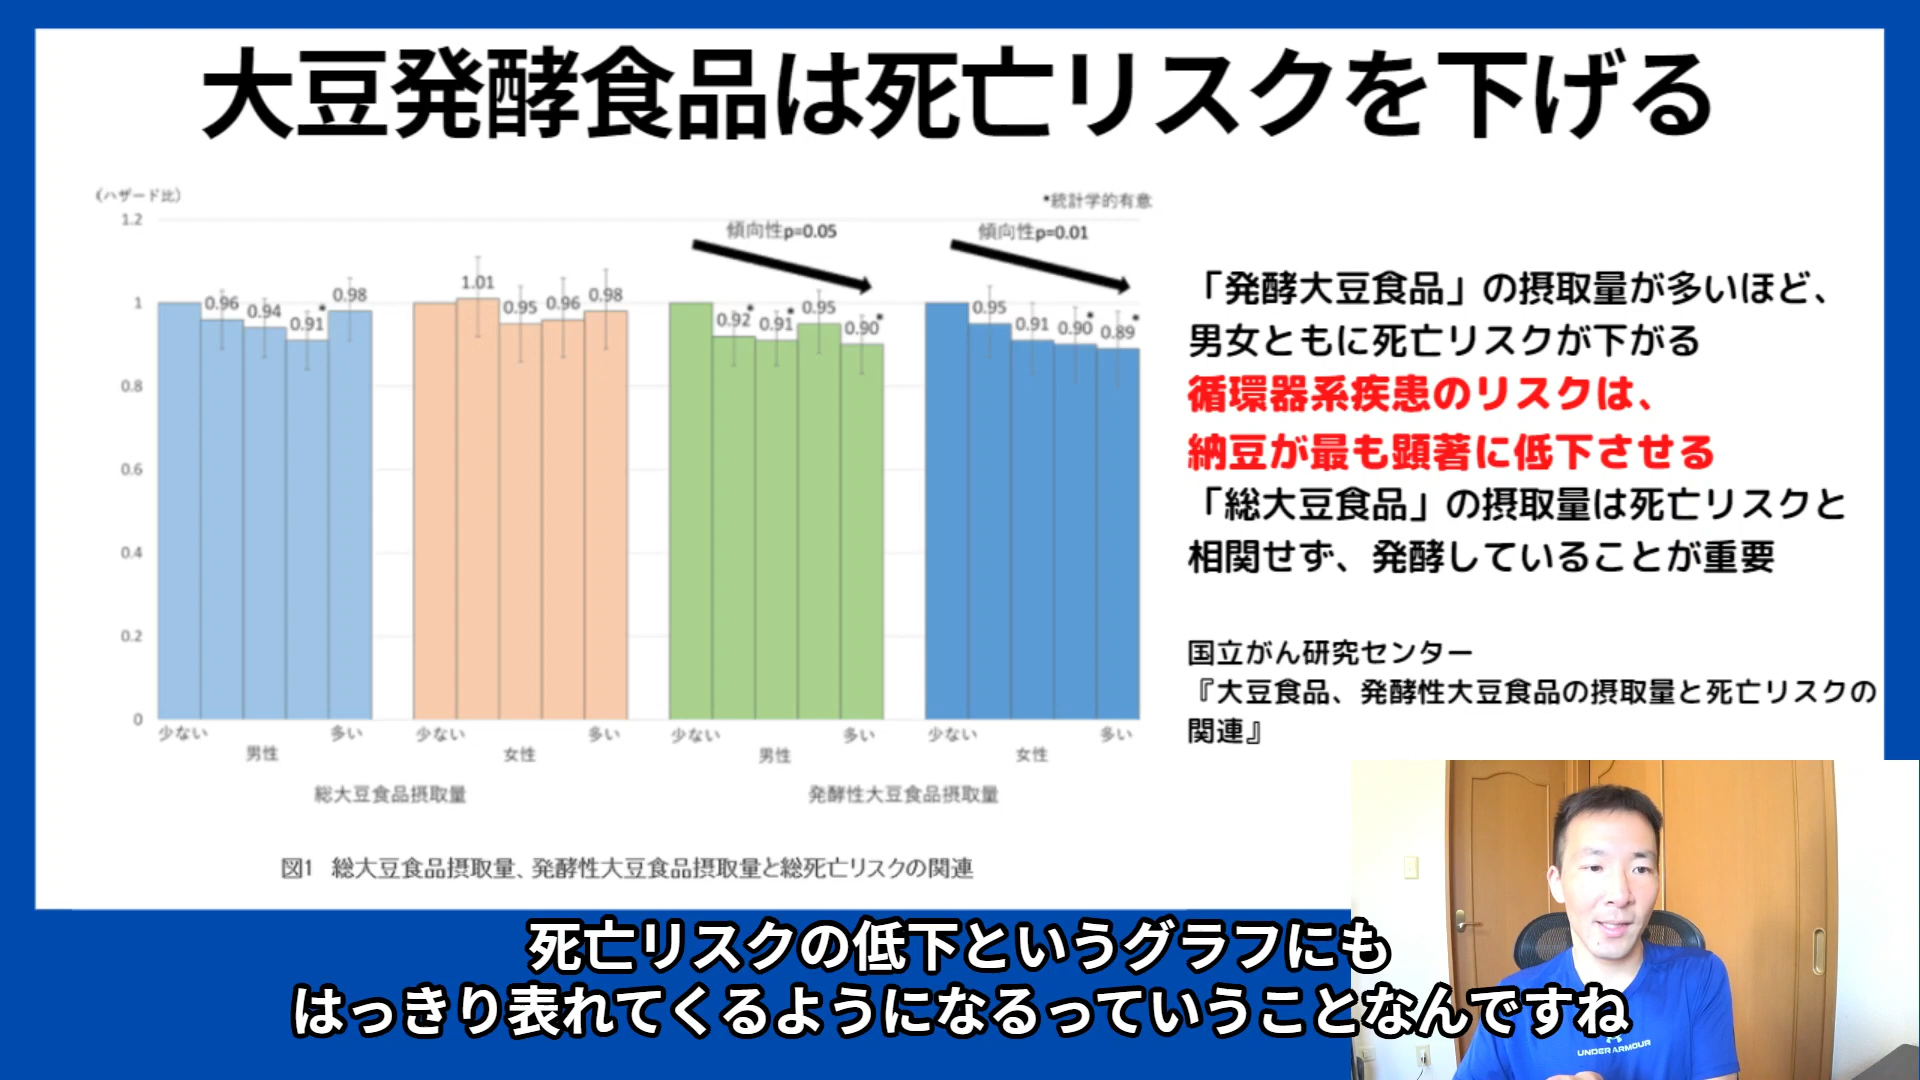 大豆発酵食品は死亡リスクを下げる
(ハザード比)
*統計学的有意
1.2
1
0.8
0.6
0.4
0.2
0
傾向性p=0.05
傾向性p=0.01
0.96
0.94
0.91*
0.98
1.01
0.95
0.96
0.98
0.92*
0.91*
0.95
0.90*
0.95
0.91
0.90*
0.89*
少ない 多い
男性
少ない 多い
女性
少ない 多い
男性
少ない 多い
女性
総大豆食品摂取量
発酵性大豆食品摂取量
図1 総大豆食品摂取量、発酵性大豆食品摂取量と総死亡リスクの関連
「発酵大豆食品」の摂取量が多いほど、
男女ともに死亡リスクが下がる
循環器系疾患のリスクは、
納豆が最も顕著に低下させる
「総大豆食品」の摂取量は死亡リスクと
相関せず、発酵していることが重要
国立がん研究センター
『大豆食品、発酵性大豆食品の摂取量と死亡リスクの
関連』
死亡リスクの低下というグラフにも
はっきり表れてくるようになるっていうことなんですね
UNDER ARMOUR